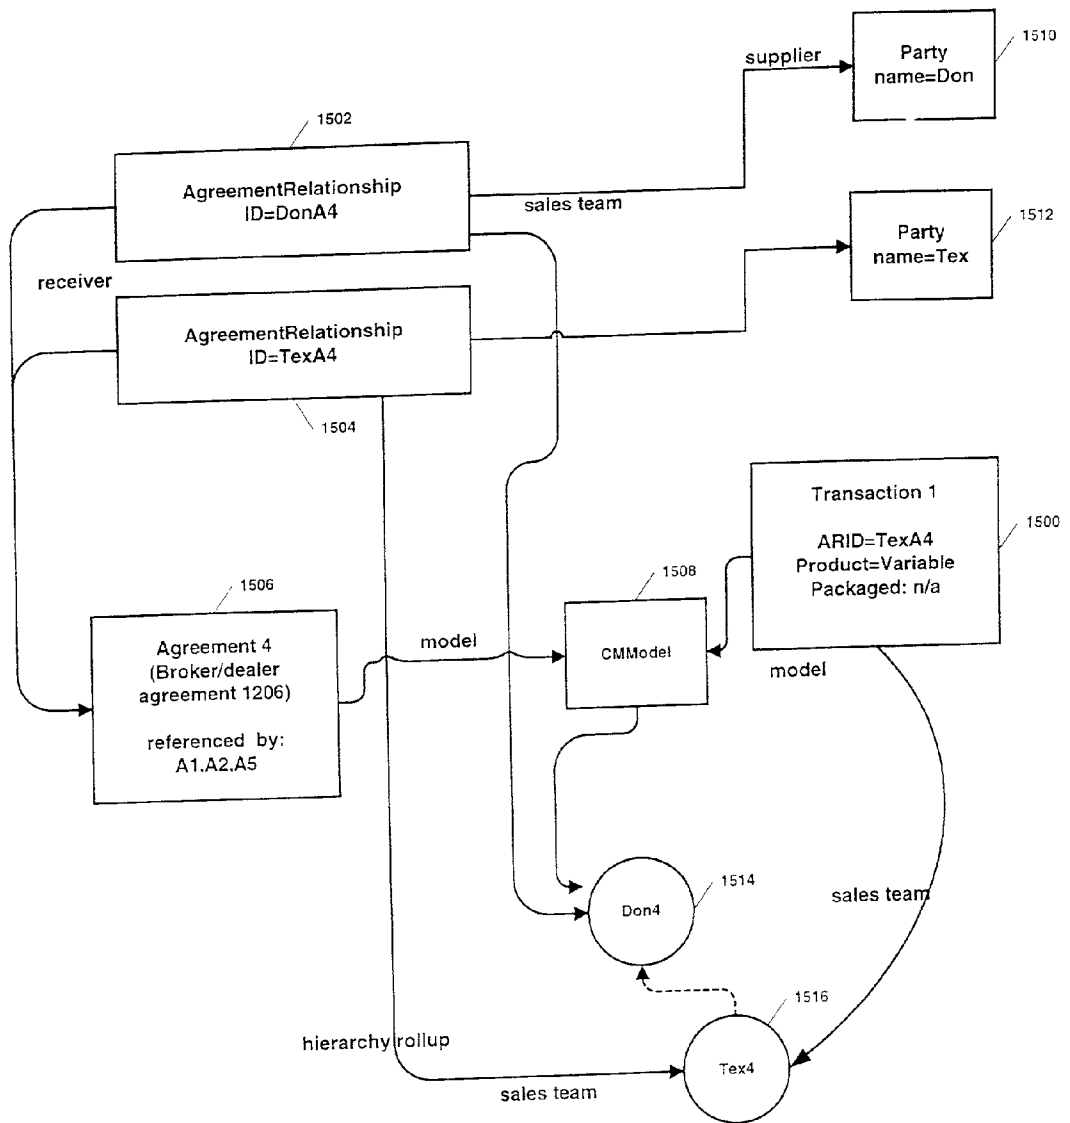 supplier
Party
name=Don
1510
1502
AgreementRelationship
ID=DonA4
sales team
Party
name=Tex
1512
receiver
AgreementRelationship
ID=TexA4
1504
Transaction 1
ARID=TexA4
Product=Variable
Packaged: n/a
1500
1506
Agreement 4
(Broker/dealer
agreement 1206)
referenced by:
A1,A2,A5
model
1508
CMModel
model
Don4
1514
sales team
1516
Tex4
hierarchy rollup
sales team